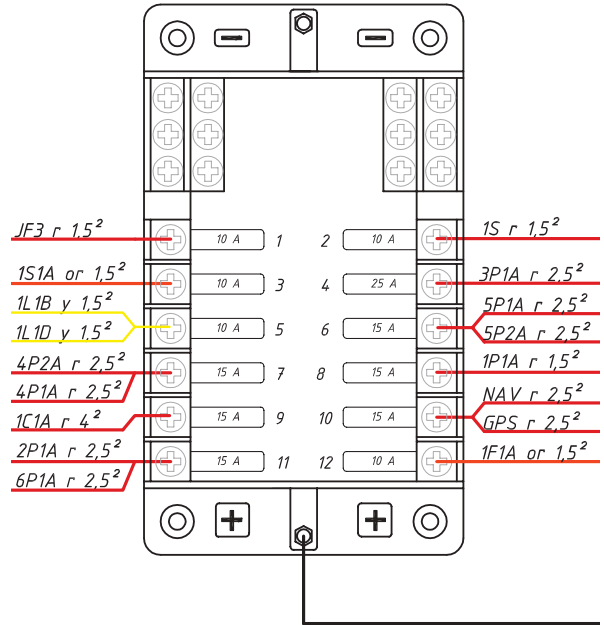 JF3 r 1,5²
10 A 1 2 10 A
1S r 1,5²
1S1A or 1,5²
10 A 3 4 25 A
3P1A r 2,5²
1L1B y 1,5²
1L1D y 1,5²
10 A 5 6 15 A
5P1A r 2,5²
5P2A r 2,5²
4P2A r 2,5²
4P1A r 2,5²
15 A 7 8 15 A
1P1A r 1,5²
1C1A r 4²
15 A 9 10 15 A
NAV r 2,5²
GPS r 2,5²
2P1A r 2,5²
6P1A r 2,5²
15 A 11 12 10 A
1F1A or 1,5²